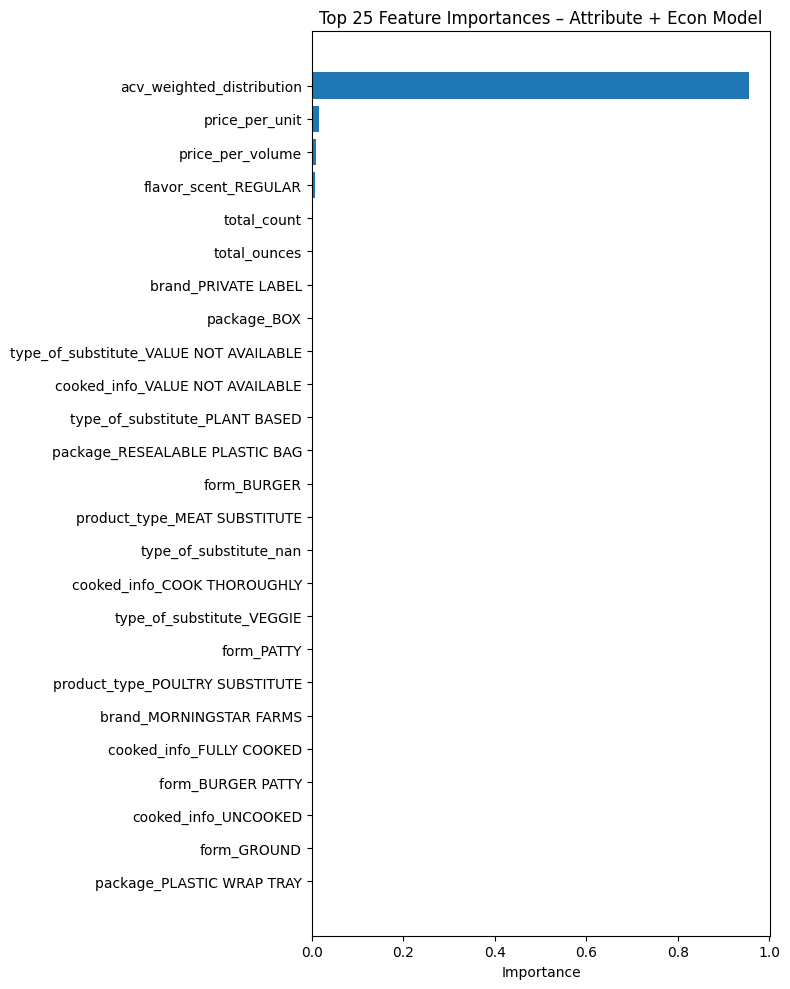 Top 25 Feature Importances – Attribute + Econ Model
acv_weighted_distribution
price_per_unit
price_per_volume
flavor_scent_REGULAR
total_count
total_ounces
brand_PRIVATE LABEL
package_BOX
type_of_substitute_VALUE NOT AVAILABLE
cooked_info_VALUE NOT AVAILABLE
type_of_substitute_PLANT BASED
package_RESEALABLE PLASTIC BAG
form_BURGER
product_type_MEAT SUBSTITUTE
type_of_substitute_nan
cooked_info_COOK THOROUGHLY
type_of_substitute_VEGGIE
form_PATTY
product_type_POULTRY SUBSTITUTE
brand_MORNINGSTAR FARMS
cooked_info_FULLY COOKED
form_BURGER PATTY
cooked_info_UNCOOKED
form_GROUND
package_PLASTIC WRAP TRAY
0.0 0.2 0.4 0.6 0.8 1.0
Importance